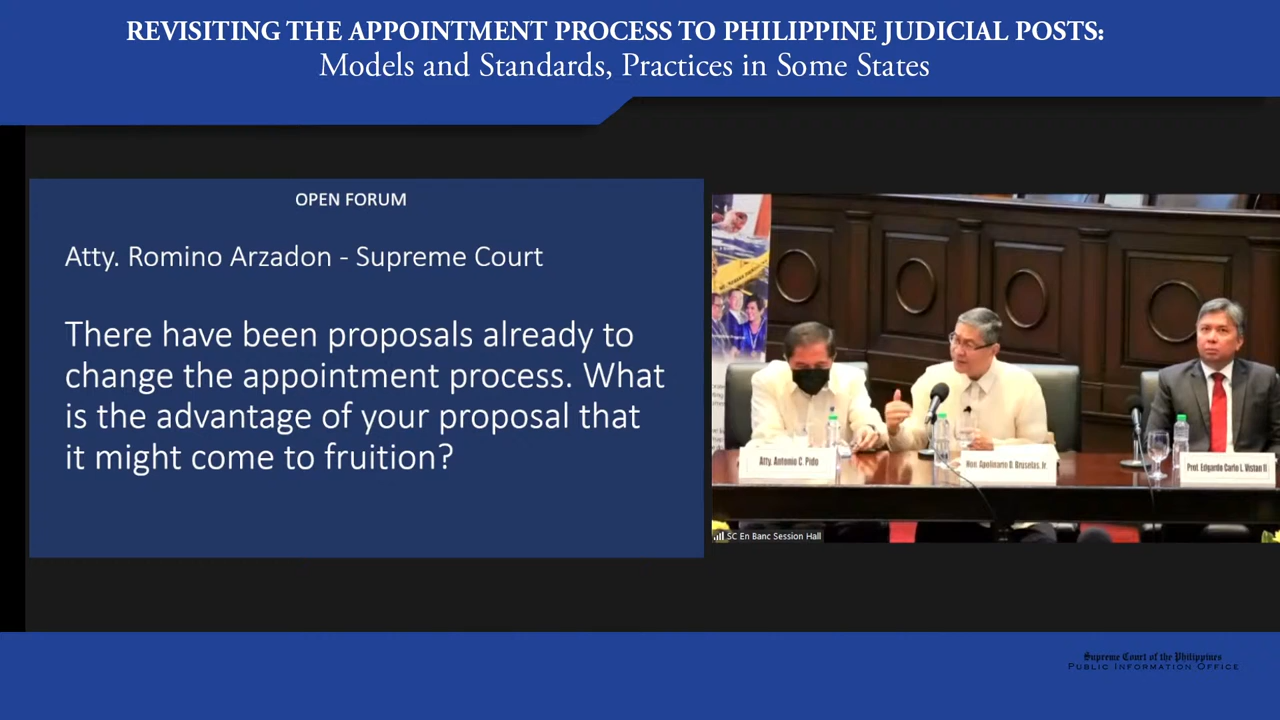 REVISITING THE APPOINTMENT PROCESS TO PHILIPPINE JUDICIAL POSTS:
Models and Standards, Practices in Some States
OPEN FORUM
Atty. Romino Arzadon - Supreme Court
There have been proposals already to
change the appointment process. What
is the advantage of your proposal that
it might come to fruition?
Atty. Antonio C. Pido
Hon. Apolinario D. Bruselas, Jr.
Prof. Edgardo Carlo L. Vistan II
SC En Banc Session Hall
Supreme Court of the Philippines
PUBLIC INFORMATION OFFICE